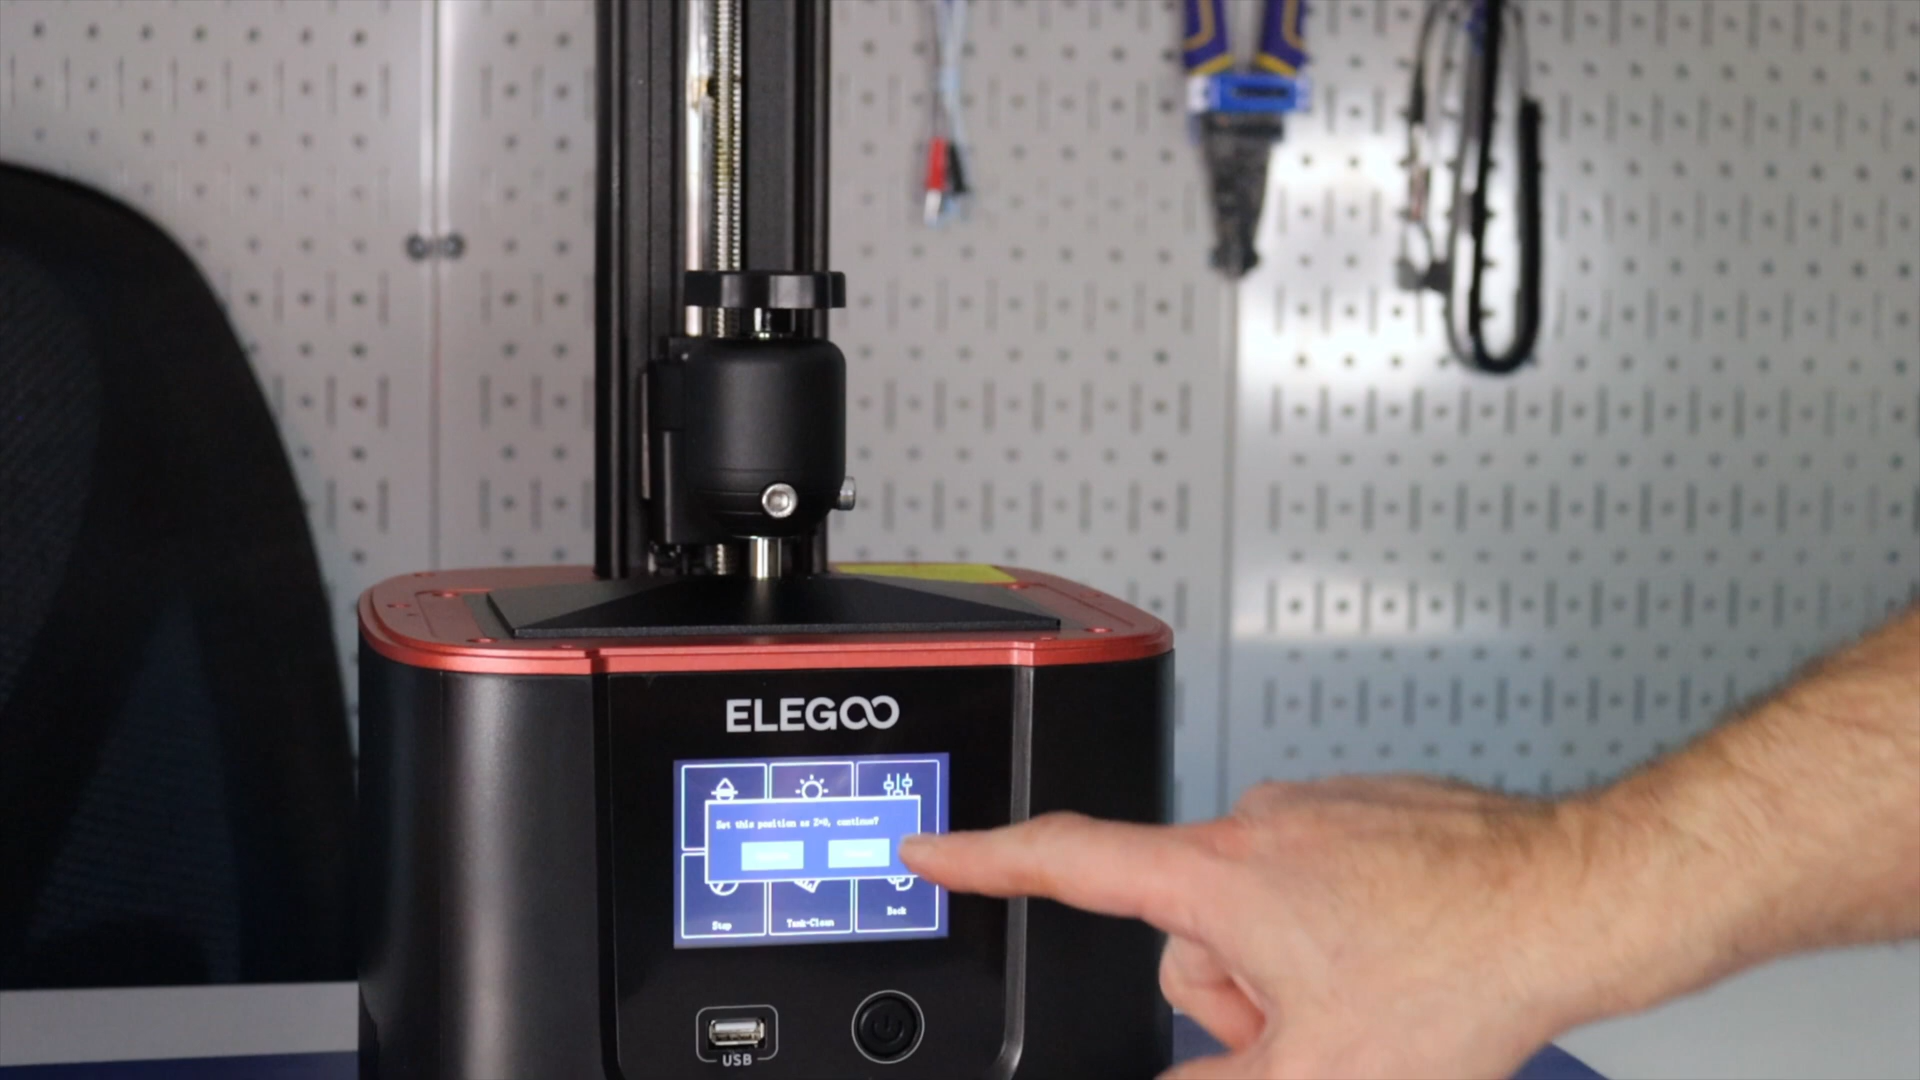 ELEGOO
Set this position as Z=0, continue?
Stop
Tank-Clean
Back
USB